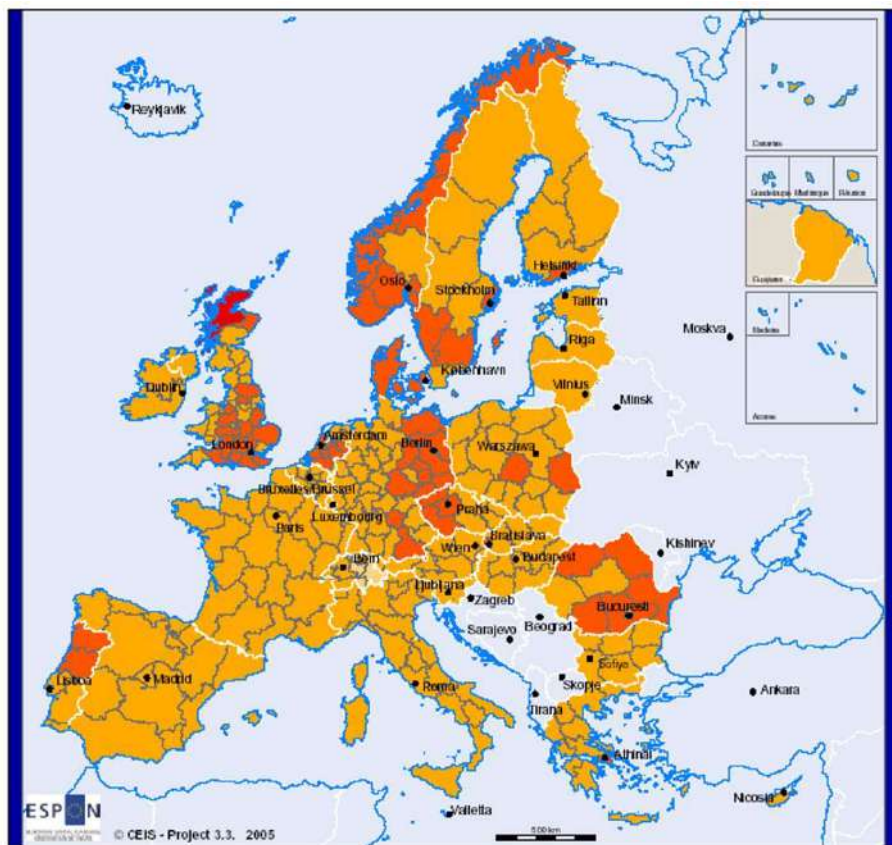 Reykjavik
Canarias
Guadeloupe
Martinique
Réunion
Guyane
Madeira
Acores
Oslo
Stockholm
Helsinki
Tallinn
Riga
Moskva
København
Vilnius
Minsk
Dublin
London
Amsterdam
Berlin
Warszawa
Kyiv
Bruxelles/Brussel
Luxembourg
Praha
Paris
Kishinev
Bern
Wien
Bratislava
Budapest
Ljubljana
Zagreb
Bucuresti
Sarajevo
Beograd
Lisboa
Madrid
Roma
Sofiya
Skopje
Tirana
Ankara
Athinai
Nicosia
Valletta
ESPON
© CEIS - Project 3.3, 2005
500 km